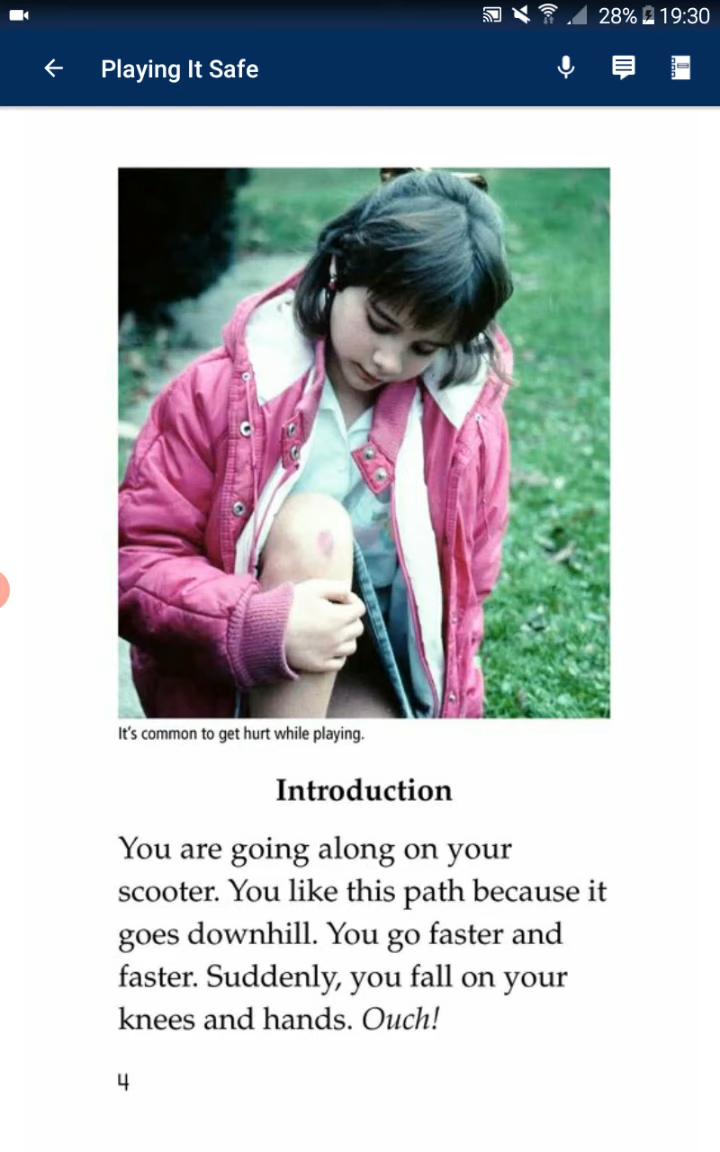 28% 19:30
Playing It Safe
It's common to get hurt while playing.
Introduction
You are going along on your
scooter. You like this path because it
goes downhill. You go faster and
faster. Suddenly, you fall on your
knees and hands. Ouch!
4